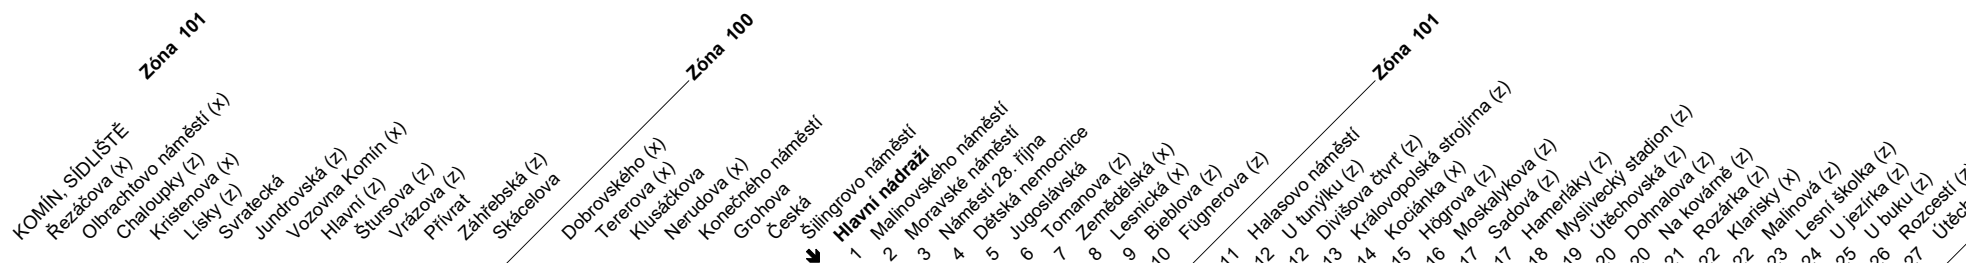 Zóna 101
KOMÍN, SÍDLIŠTĚ
Řezáčova (x)
Olbrachtovo náměstí (x)
Chaloupky (z)
Kristenova (x)
Lísky (z)
Svratecká
Jundrovská (z)
Vozovna Komín (x)
Hlavní (z)
Štursova (z)
Vrázova (z)
Přívrat
Záhřebská (z)
Skácelova
Zóna 100
Dobrovského (x)
Tererova (x)
Klusáčkova
Nerudova (x)
Konečného náměstí
Grohova
Česká
Šilingrovo náměstí
Hlavní nádraží
1 Malinovského náměstí
2 Moravské náměstí
3 Náměstí 28. října
4 Dětská nemocnice
5 Jugoslávská
6 Tomanova (z)
7 Zemědělská (x)
8 Lesnická (x)
9 Bieblova (z)
10 Fügnerova (z)
Zóna 101
11 Halasovo náměstí
12 U tunýlku (z)
12 Divišova čtvrť (z)
13 Královopolská strojírna (z)
14 Kociánka (x)
15 Högrova (z)
16 Moskalykova (z)
17 Sadová (z)
17 Hamerláky (z)
18 Myslivecký stadion (z)
19 Útěchovská (z)
20 Dohnalova (z)
20 Na kovárně (z)
21 Rozárka (z)
22 Klarisky (x)
22 Malinová (z)
23 Lesní školka (z)
24 U jezírka (z)
25 U buku (z)
26 Rozcestí (z)
27 Útěch